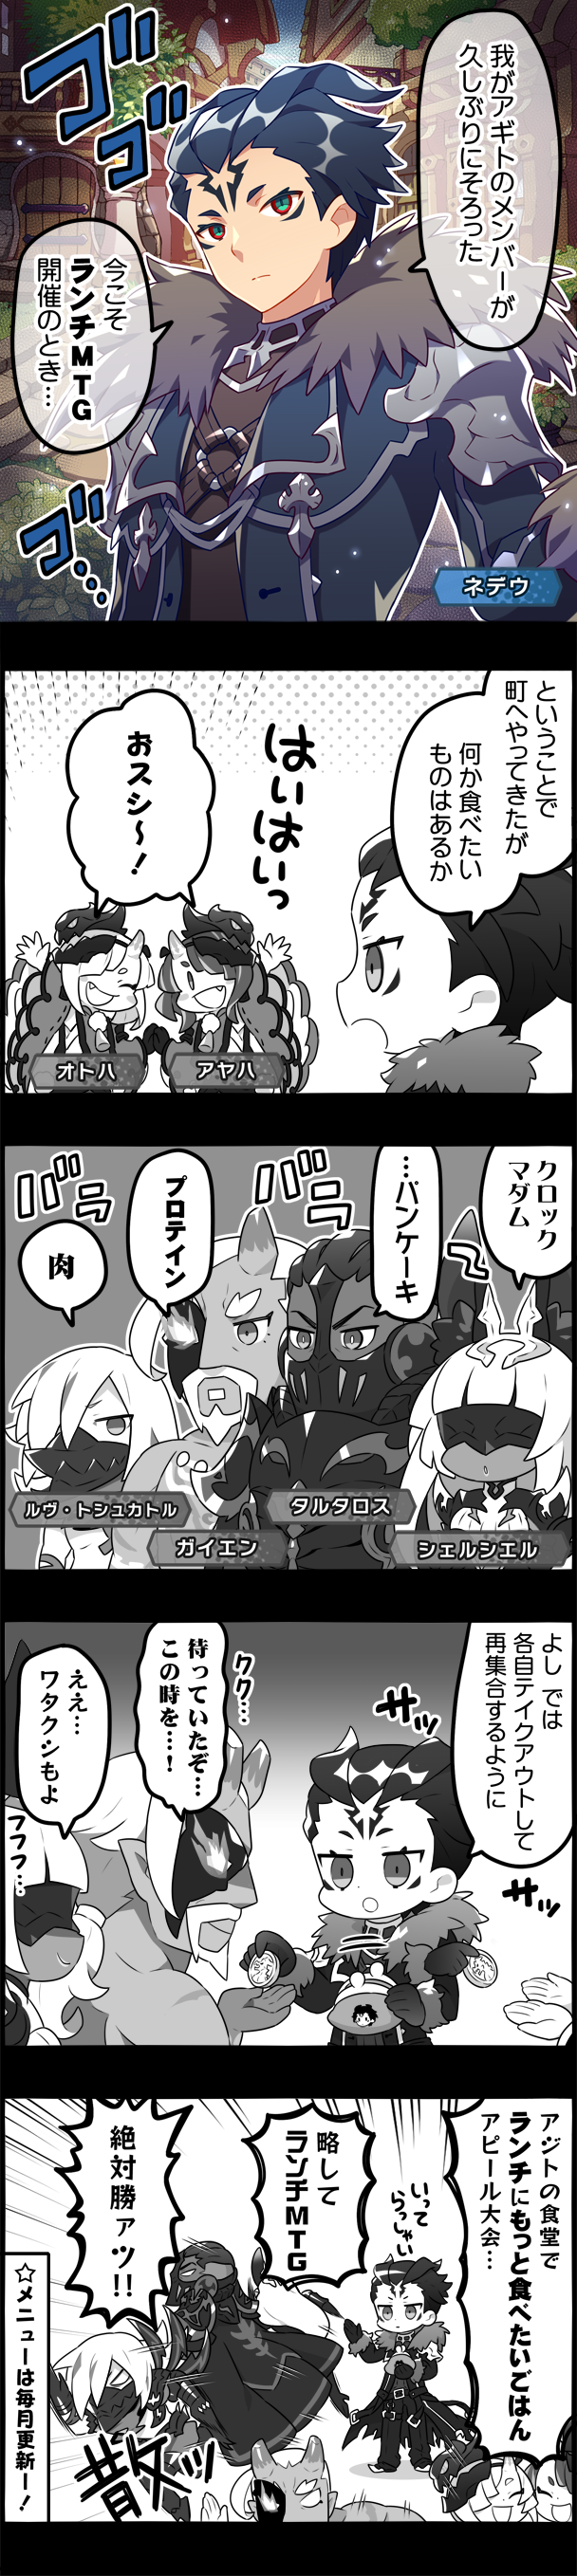 我がアギトのメンバーが
久しぶりにそろった
ゴゴゴ
今こそ
ランチMTG
開催のとき…
ゴゴ…
ネデウ
ということで
町へやってきたが
何か食べたい
ものはあるか
はいはいっ
おスシ～！
アヤハ
オトハ
クロック
マダム
…パンケーキ
バラ
プロテイン
バラ
肉
シェルシエル
タルタロス
ガイエン
ルヴ・トシュカトル
よし では
各自テイクアウトして
再集合するように
サッ
サッ
クク…
待っていたぞ…
この時を…！
ええ…
ワタクシもよ
フフフ…
アジトの食堂で
ランチにもっと食べたいごはん
アピール大会…
いって
らっしゃい
略して
ランチMTG
絶対勝ァツ!!
散ッ
☆メニューは毎月更新ー！